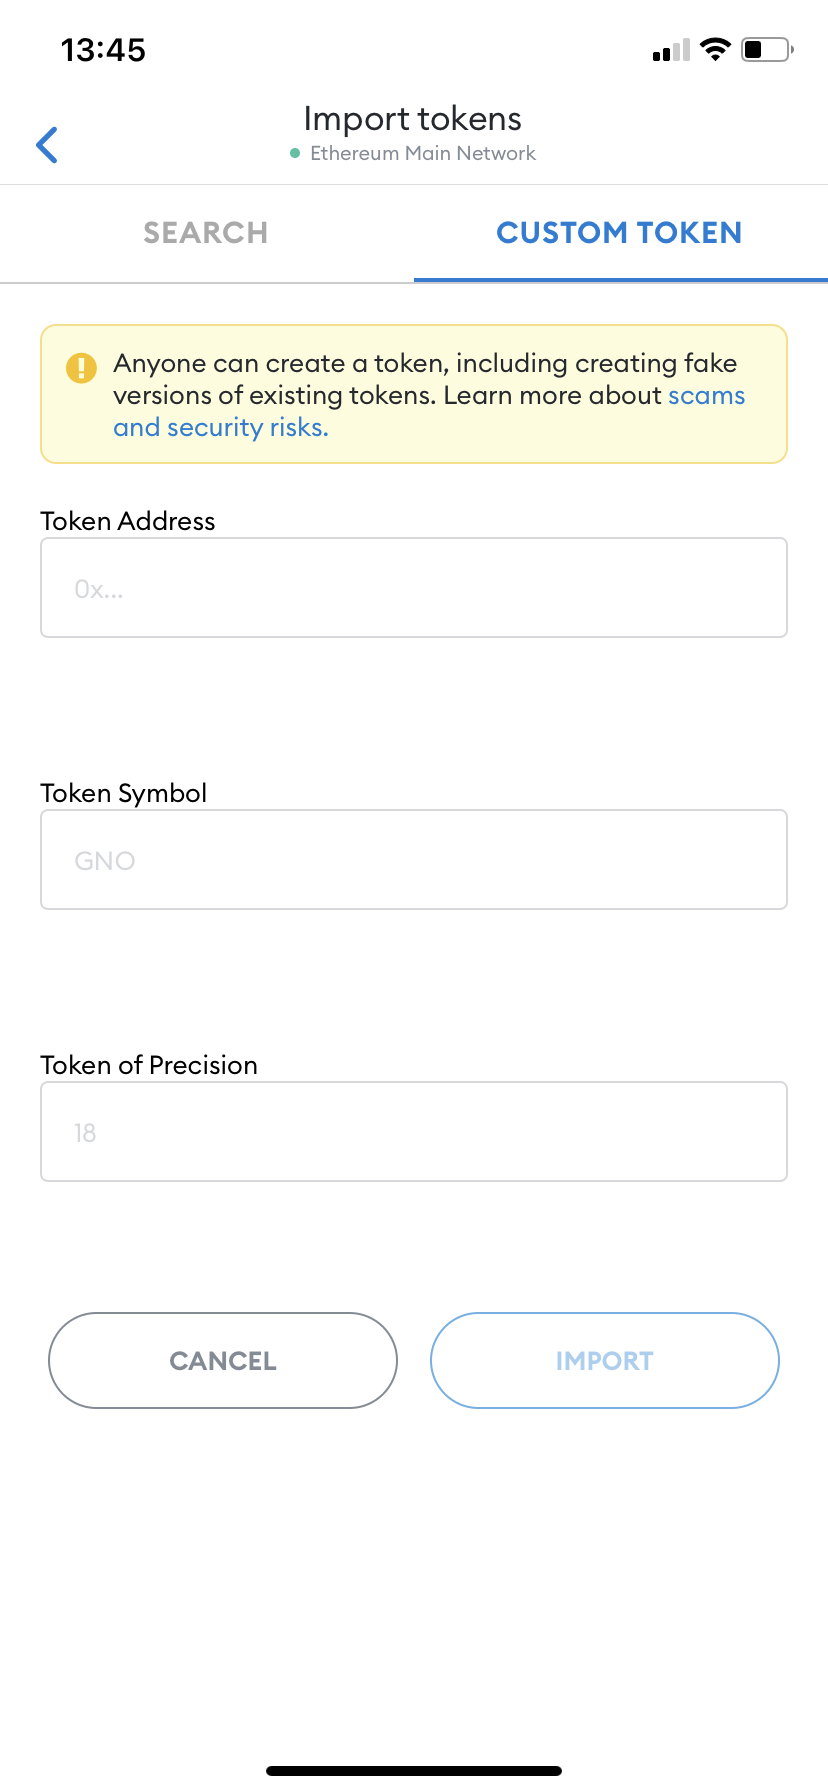 13:45
Import tokens
Ethereum Main Network
SEARCH
CUSTOM TOKEN
Anyone can create a token, including creating fake
versions of existing tokens. Learn more about scams
and security risks.
Token Address
0x...
Token Symbol
GNO
Token of Precision
18
CANCEL
IMPORT